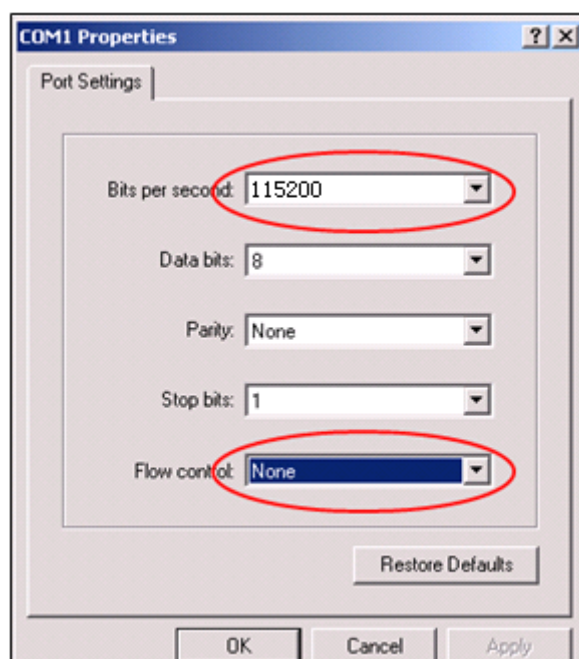 COM1 Properties
Port Settings
Bits per second: 115200
Data bits: 8
Parity: None
Stop bits: 1
Flow control: None
Restore Defaults
OK Cancel Apply